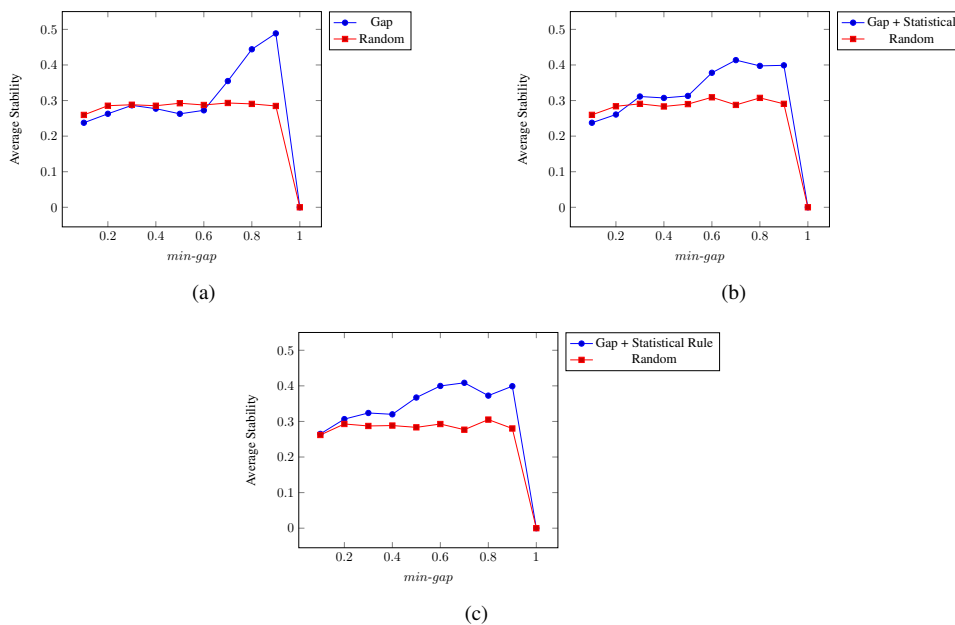 0.5
0.4
0.3
0.2
0.1
0
Average Stability
0.2 0.4 0.6 0.8 1
min-gap
Gap
Random
(a)
0.5
0.4
0.3
0.2
0.1
0
Average Stability
0.2 0.4 0.6 0.8 1
min-gap
Gap + Statistical
Random
(b)
0.5
0.4
0.3
0.2
0.1
0
Average Stability
0.2 0.4 0.6 0.8 1
min-gap
Gap + Statistical Rule
Random
(c)